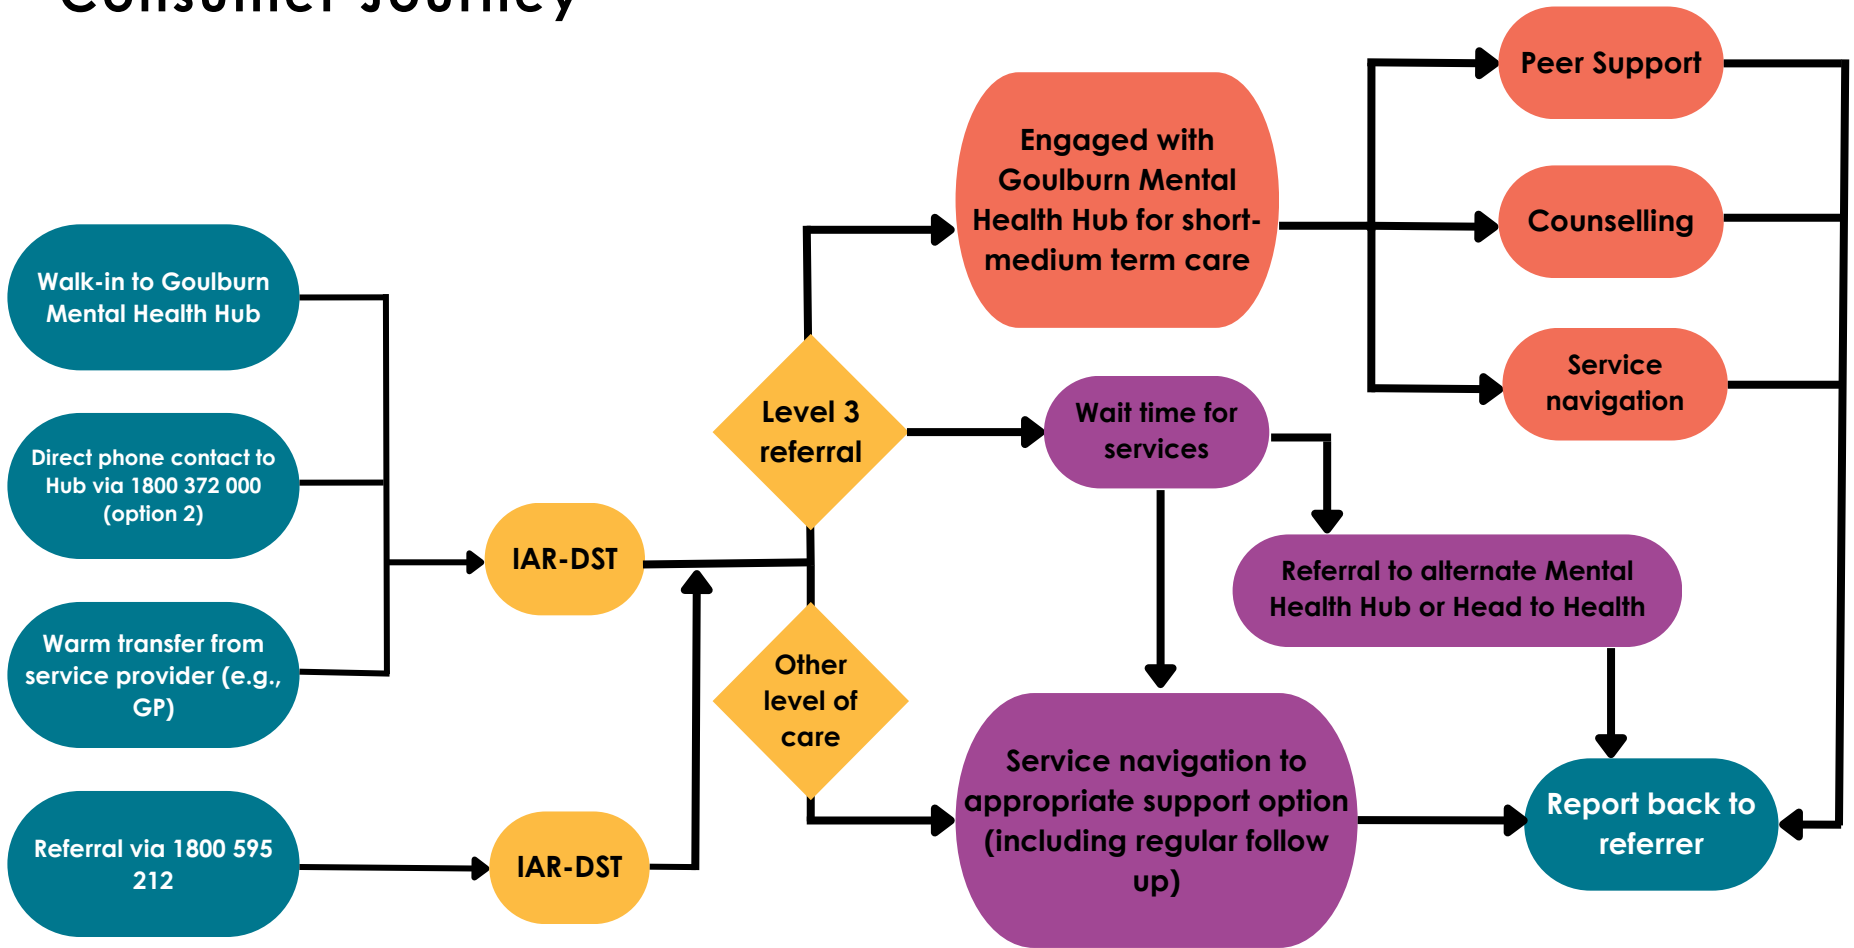 Consumer Journey
Walk-in to Goulburn
Mental Health Hub
Direct phone contact to
Hub via 1800 372 000
(option 2)
Warm transfer from
service provider (e.g.,
GP)
Referral via 1800 595
212
IAR-DST
IAR-DST
Level 3
referral
Other
level of
care
Engaged with
Goulburn Mental
Health Hub for short-
medium term care
Wait time for
services
Referral to alternate Mental
Health Hub or Head to Health
Service navigation to
appropriate support option
(including regular follow
up)
Peer Support
Counselling
Service
navigation
Report back to
referrer